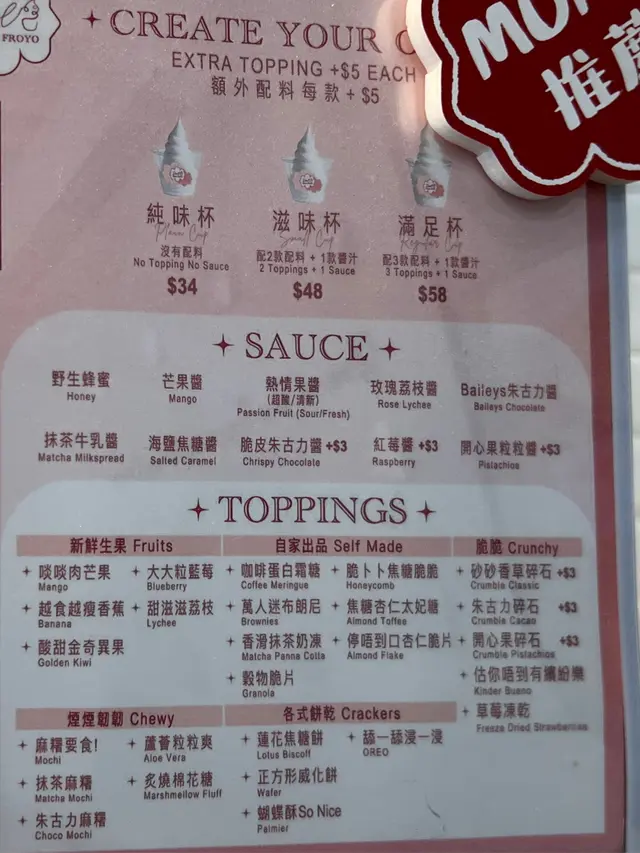 FROYO
CREATE YOUR
EXTRA TOPPING +$5 EACH
額外配料每款 + $5
推薦
純味杯
Plain Cup
沒有配料
No Topping No Sauce
$34
滋味杯
Small Cup
配2款配料 + 1款醬汁
2 Toppings + 1 Sauce
$48
滿足杯
Regular Cup
配3款配料 + 1款醬汁
3 Toppings + 1 Sauce
$58
SAUCE
野生蜂蜜
Honey
芒果醬
Mango
熱情果醬
(超酸/清新)
Passion Fruit (Sour/Fresh)
玫瑰荔枝醬
Rose Lychee
Baileys朱古力醬
Baileys Chocolate
抹茶牛乳醬
Matcha Milkspread
海鹽焦糖醬
Salted Caramel
脆皮朱古力醬 +$3
Chrispy Chocolate
紅莓醬 +$3
Raspberry
開心果粒粒醬 +$3
Pistachios
TOPPINGS
新鮮生果 Fruits
啖啖肉芒果
Mango
大大粒藍莓
Blueberry
越食越瘦香蕉
Banana
甜滋滋荔枝
Lychee
酸甜金奇異果
Golden Kiwi
自家出品 Self Made
咖啡蛋白霜糖
Coffee Meringue
脆卜卜焦糖脆脆
Honeycomb
萬人迷布朗尼
Brownies
焦糖杏仁太妃糖
Almond Toffee
香滑抹茶奶凍
Matcha Panna Cotta
停唔到口杏仁脆片
Almond Flake
穀物脆片
Granola
脆脆 Crunchy
砂砂香草碎石 +$3
Crumble Classic
朱古力碎石 +$3
Crumble Cacao
開心果碎石 +$3
Crumble Pistachios
估你唔到有繽紛樂
Kinder Bueno
草莓凍乾
Freeze Dried Strawberries
煙煙韌韌 Chewy
麻糬要食!
Mochi
蘆薈粒粒爽
Aloe Vera
抹茶麻糬
Matcha Mochi
炙燒棉花糖
Marshmellow Fluff
朱古力麻糬
Choco Mochi
各式餅乾 Crackers
蓮花焦糖餅
Lotus Biscoff
舔一舔浸一浸
OREO
正方形威化餅
Wafer
蝴蝶酥So Nice
Palmier